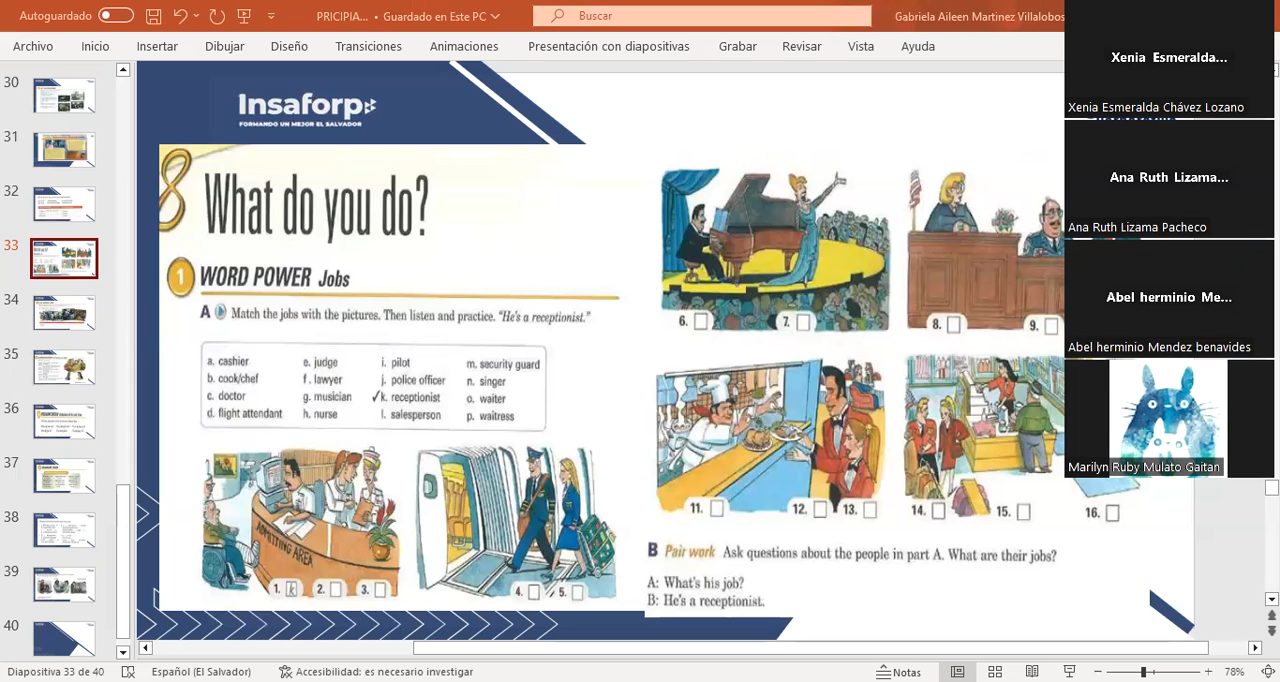 Autoguardado
PRICIPIA... • Guardado en Este PC
Buscar
Gabriela Aileen Martinez Villalobos
Archivo Inicio Insertar Dibujar Diseño Transiciones Animaciones Presentación con diapositivas Grabar Revisar Vista Ayuda
30
31
32
33
34
35
36
37
38
39
40
Insaforp
FORMANDO UN MEJOR EL SALVADOR
8 What do you do?
1 WORD POWER Jobs
A Match the jobs with the pictures. Then listen and practice. "He's a receptionist."
a. cashier e. judge i. pilot m. security guard
b. cook/chef f. lawyer j. police officer n. singer
c. doctor g. musician ✓k. receptionist o. waiter
d. flight attendant h. nurse l. salesperson p. waitress
ADMITTING AREA
1. k 2. 3.
4. 5.
6. 7.
8. 9.
11. 12. 13.
14. 15. 16.
B Pair work Ask questions about the people in part A. What are their jobs?
A: What's his job?
B: He's a receptionist.
Xenia Esmeralda...
Xenia Esmeralda Chávez Lozano
Ana Ruth Lizama...
Ana Ruth Lizama Pacheco
Abel herminio Me...
Abel herminio Mendez benavides
Marilyn Ruby Mulato Gaitan
Diapositiva 33 de 40 Español (El Salvador) Accesibilidad: es necesario investigar Notas 78%